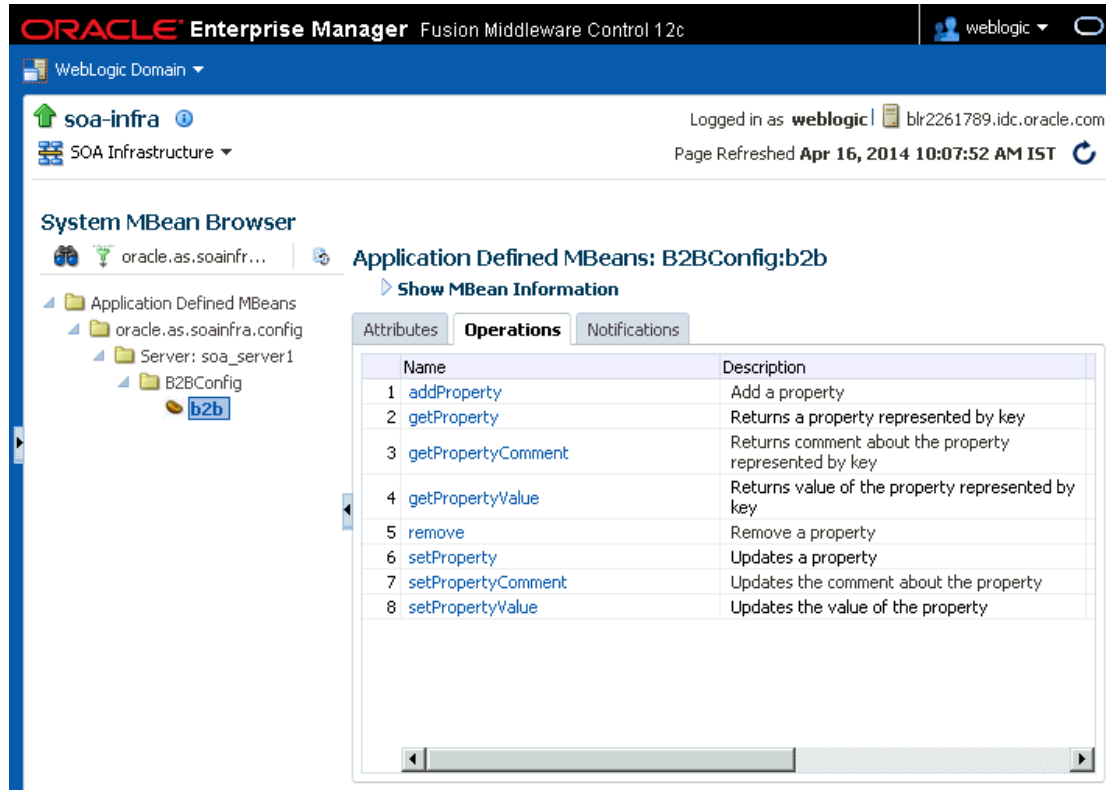 ORACLE Enterprise Manager Fusion Middleware Control 12c
weblogic
WebLogic Domain
soa-infra
Logged in as weblogic blr2261789.idc.oracle.com
SOA Infrastructure
Page Refreshed Apr 16, 2014 10:07:52 AM IST
System MBean Browser
oracle.as.soainfr...
Application Defined MBeans
oracle.as.soainfra.config
Server: soa_server1
B2BConfig
b2b
Application Defined MBeans: B2BConfig:b2b
Show MBean Information
Attributes Operations Notifications
Name Description
1 addProperty Add a property
2 getProperty Returns a property represented by key
3 getPropertyComment Returns comment about the property
represented by key
4 getPropertyValue Returns value of the property represented by
key
5 remove Remove a property
6 setProperty Updates a property
7 setPropertyComment Updates the comment about the property
8 setPropertyValue Updates the value of the property